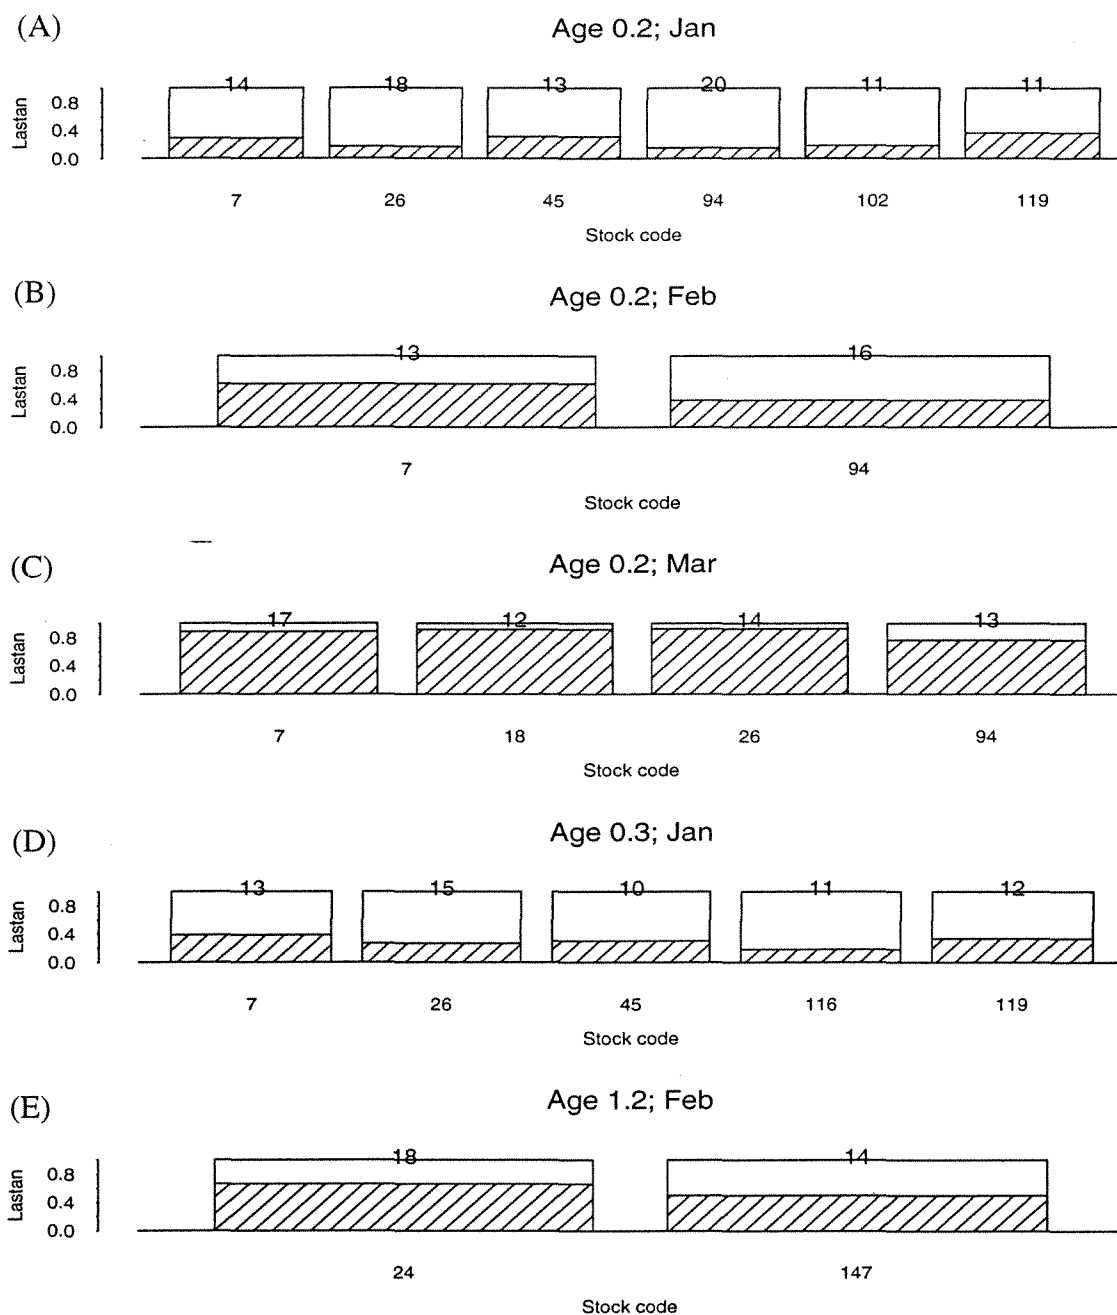 (A)
Age 0.2; Jan
14 18 13 20 11 11
Lastan
0.8
0.4
0.0
7 26 45 94 102 119
Stock code
(B)
Age 0.2; Feb
13 16
Lastan
0.8
0.4
0.0
7 94
Stock code
(C)
Age 0.2; Mar
17 12 14 13
Lastan
0.8
0.4
0.0
7 18 26 94
Stock code
(D)
Age 0.3; Jan
13 15 10 11 12
Lastan
0.8
0.4
0.0
7 26 45 116 119
Stock code
(E)
Age 1.2; Feb
18 14
Lastan
0.8
0.4
0.0
24 147
Stock code